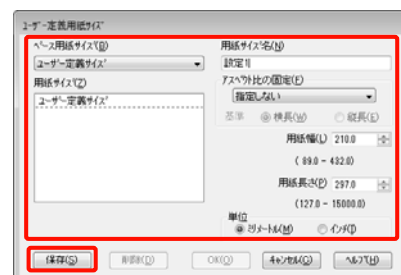 ユーザー定義用紙サイズ
ベース用紙サイズ(B)
ユーザー定義サイズ
用紙サイズ(Z)
ユーザー定義サイズ
用紙サイズ名(N)
設定1
アスペクト比の固定(F)
指定しない
基準 横長(W) 縦長(E)
用紙幅(L) 210.0
( 89.0 ~ 432.0)
用紙長さ(P) 297.0
(127.0 ~ 15000.0)
単位
ミリメートル(M) インチ(I)
保存(S) 削除(D) OK(O) キャンセル(C) ヘルプ(H)